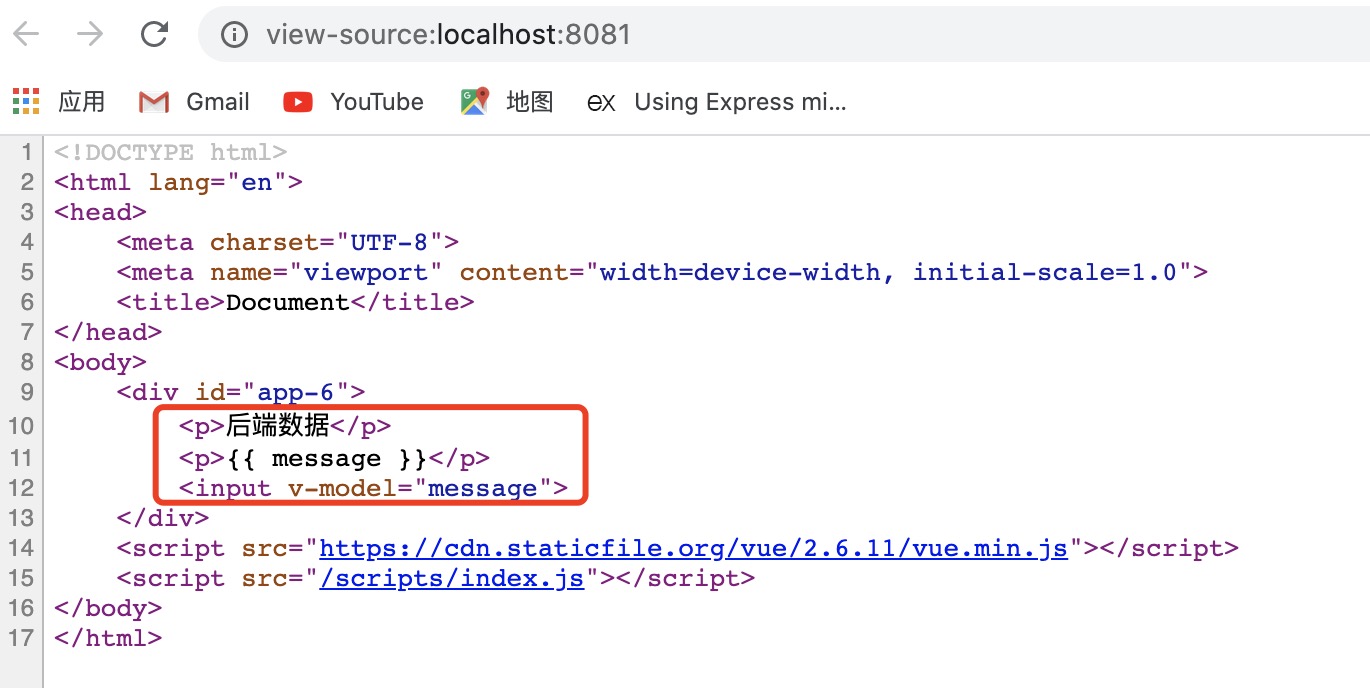 view-source:localhost:8081
应用 Gmail YouTube 地图 ex Using Express mi...
1 <!DOCTYPE html>
2 <html lang="en">
3 <head>
4 <meta charset="UTF-8">
5 <meta name="viewport" content="width=device-width, initial-scale=1.0">
6 <title>Document</title>
7 </head>
8 <body>
9 <div id="app-6">
10 <p>后端数据</p>
11 <p>{{ message }}</p>
12 <input v-model="message">
13 </div>
14 <script src="https://cdn.staticfile.org/vue/2.6.11/vue.min.js"></script>
15 <script src="/scripts/index.js"></script>
16 </body>
17 </html>